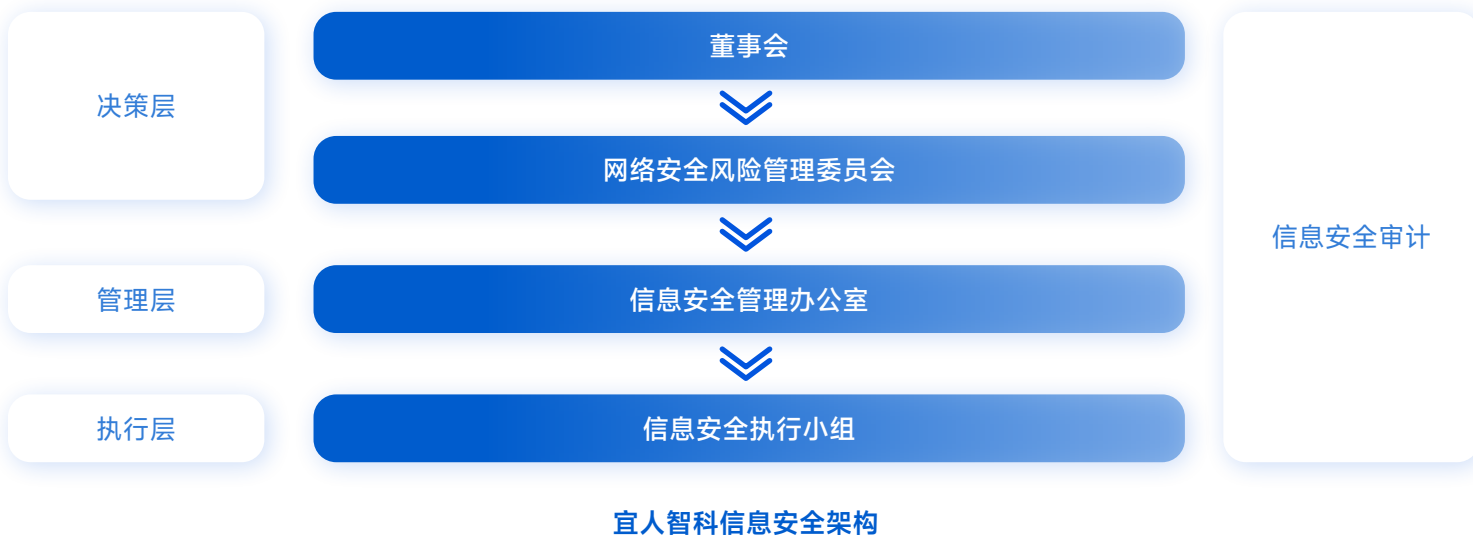 决策层
董事会
网络安全风险管理委员会
管理层
信息安全管理办公室
执行层
信息安全执行小组
信息安全审计
宜人智科信息安全架构